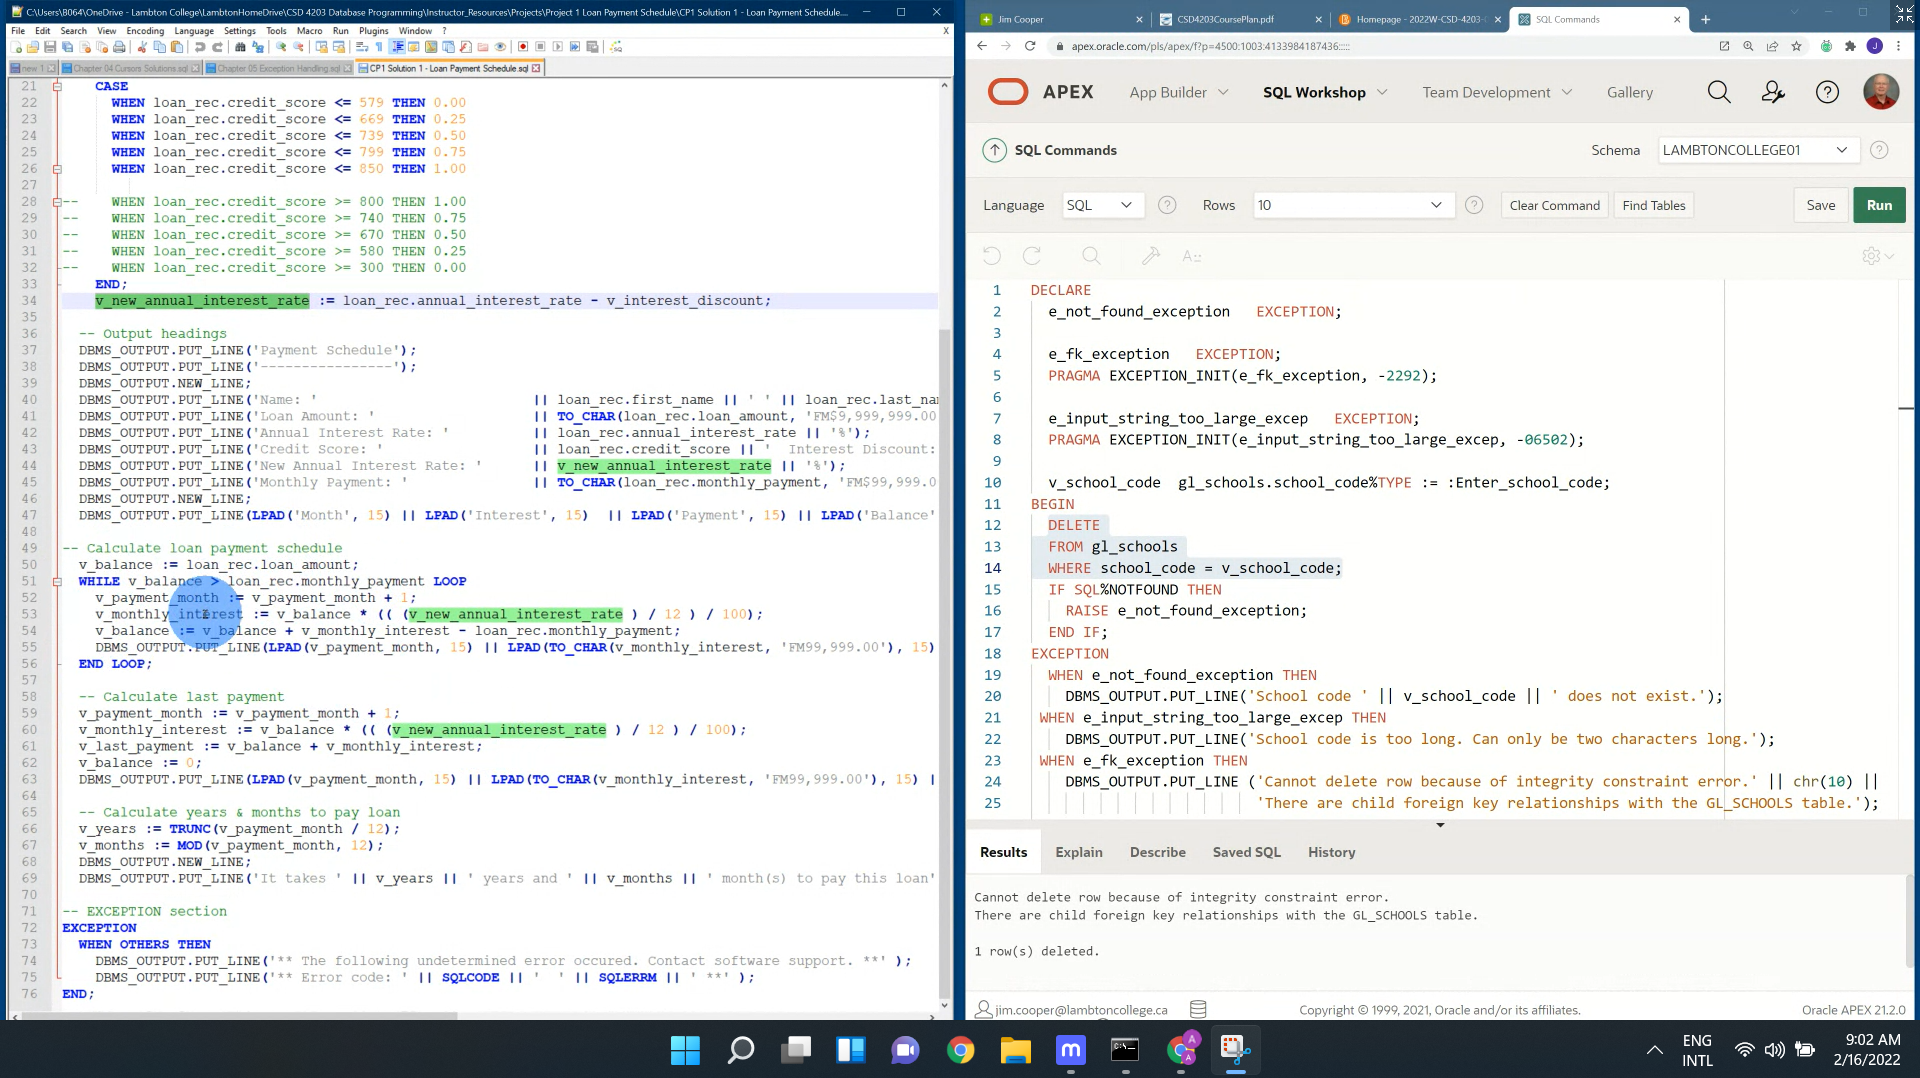 C:\Users\B064\OneDrive - Lambton College\LambtonHomeDrive\CSD 4203 Database Programming\Instructor_Resources\Projects\Project 1 Loan Payment Schedule\CP1 Solution 1 - Loan Payment Schedule....
File Edit Search View Encoding Language Settings Tools Macro Run Plugins Window ?
new 1 Chapter 04 Cursors Solutions.sql Chapter 05 Exception Handling.sql CP1 Solution 1 - Loan Payment Schedule.sql
21 CASE
22 WHEN loan_rec.credit_score <= 579 THEN 0.00
23 WHEN loan_rec.credit_score <= 669 THEN 0.25
24 WHEN loan_rec.credit_score <= 739 THEN 0.50
25 WHEN loan_rec.credit_score <= 799 THEN 0.75
26 WHEN loan_rec.credit_score <= 850 THEN 1.00
27
28 -- WHEN loan_rec.credit_score >= 800 THEN 1.00
29 -- WHEN loan_rec.credit_score >= 740 THEN 0.75
30 -- WHEN loan_rec.credit_score >= 670 THEN 0.50
31 -- WHEN loan_rec.credit_score >= 580 THEN 0.25
32 -- WHEN loan_rec.credit_score >= 300 THEN 0.00
33 END;
34 v_new_annual_interest_rate := loan_rec.annual_interest_rate - v_interest_discount;
35
36 -- Output headings
37 DBMS_OUTPUT.PUT_LINE('Payment Schedule');
38 DBMS_OUTPUT.PUT_LINE('----------------');
39 DBMS_OUTPUT.NEW_LINE;
40 DBMS_OUTPUT.PUT_LINE('Name: ' || loan_rec.first_name || ' ' || loan_rec.last_na
41 DBMS_OUTPUT.PUT_LINE('Loan Amount: ' || TO_CHAR(loan_rec.loan_amount, 'FM$9,999,999.00
42 DBMS_OUTPUT.PUT_LINE('Annual Interest Rate: ' || loan_rec.annual_interest_rate || '%');
43 DBMS_OUTPUT.PUT_LINE('Credit Score: ' || loan_rec.credit_score || ' Interest Discount:
44 DBMS_OUTPUT.PUT_LINE('New Annual Interest Rate: ' || v_new_annual_interest_rate || '%');
45 DBMS_OUTPUT.PUT_LINE('Monthly Payment: ' || TO_CHAR(loan_rec.monthly_payment, 'FM$99,999.0
46 DBMS_OUTPUT.NEW_LINE;
47 DBMS_OUTPUT.PUT_LINE(LPAD('Month', 15) || LPAD('Interest', 15) || LPAD('Payment', 15) || LPAD('Balance'
48
49 -- Calculate loan payment schedule
50 v_balance := loan_rec.loan_amount;
51 WHILE v_balance > loan_rec.monthly_payment LOOP
52 v_payment_month := v_payment_month + 1;
53 v_monthly_interest := v_balance * (( (v_new_annual_interest_rate ) / 12 ) / 100);
54 v_balance := v_balance + v_monthly_interest - loan_rec.monthly_payment;
55 DBMS_OUTPUT.PUT_LINE(LPAD(v_payment_month, 15) || LPAD(TO_CHAR(v_monthly_interest, 'FM99,999.00'), 15)
56 END LOOP;
57
58 -- Calculate last payment
59 v_payment_month := v_payment_month + 1;
60 v_monthly_interest := v_balance * (( (v_new_annual_interest_rate ) / 12 ) / 100);
61 v_last_payment := v_balance + v_monthly_interest;
62 v_balance := 0;
63 DBMS_OUTPUT.PUT_LINE(LPAD(v_payment_month, 15) || LPAD(TO_CHAR(v_monthly_interest, 'FM99,999.00'), 15) ||
64
65 -- Calculate years & months to pay loan
66 v_years := TRUNC(v_payment_month / 12);
67 v_months := MOD(v_payment_month, 12);
68 DBMS_OUTPUT.NEW_LINE;
69 DBMS_OUTPUT.PUT_LINE('It takes ' || v_years || ' years and ' || v_months || ' month(s) to pay this loan'
70
71 -- EXCEPTION section
72 EXCEPTION
73 WHEN OTHERS THEN
74 DBMS_OUTPUT.PUT_LINE('** The following undetermined error occured. Contact software support. **' );
75 DBMS_OUTPUT.PUT_LINE('** Error code: ' || SQLCODE || ' ' || SQLERRM || ' **' );
76 END;
Jim Cooper CSD4203CoursePlan.pdf Homepage - 2022W-CSD-4203- SQL Commands
apex.oracle.com/pls/apex/f?p=4500:1003:4133984187436:::::
APEX App Builder SQL Workshop Team Development Gallery
SQL Commands Schema LAMBTONCOLLEGE01
Language SQL Rows 10 Clear Command Find Tables Save Run
1 DECLARE
2 e_not_found_exception EXCEPTION;
3
4 e_fk_exception EXCEPTION;
5 PRAGMA EXCEPTION_INIT(e_fk_exception, -2292);
6
7 e_input_string_too_large_excep EXCEPTION;
8 PRAGMA EXCEPTION_INIT(e_input_string_too_large_excep, -06502);
9
10 v_school_code gl_schools.school_code%TYPE := :Enter_school_code;
11 BEGIN
12 DELETE
13 FROM gl_schools
14 WHERE school_code = v_school_code;
15 IF SQL%NOTFOUND THEN
16 RAISE e_not_found_exception;
17 END IF;
18 EXCEPTION
19 WHEN e_not_found_exception THEN
20 DBMS_OUTPUT.PUT_LINE('School code ' || v_school_code || ' does not exist.');
21 WHEN e_input_string_too_large_excep THEN
22 DBMS_OUTPUT.PUT_LINE('School code is too long. Can only be two characters long.');
23 WHEN e_fk_exception THEN
24 DBMS_OUTPUT.PUT_LINE ('Cannot delete row because of integrity constraint error.' || chr(10) ||
25 'There are child foreign key relationships with the GL_SCHOOLS table.');
Results Explain Describe Saved SQL History
Cannot delete row because of integrity constraint error.
There are child foreign key relationships with the GL_SCHOOLS table.
1 row(s) deleted.
jim.cooper@lambtoncollege.ca Copyright © 1999, 2021, Oracle and/or its affiliates. Oracle APEX 21.2.0
ENG
INTL
9:02 AM
2/16/2022